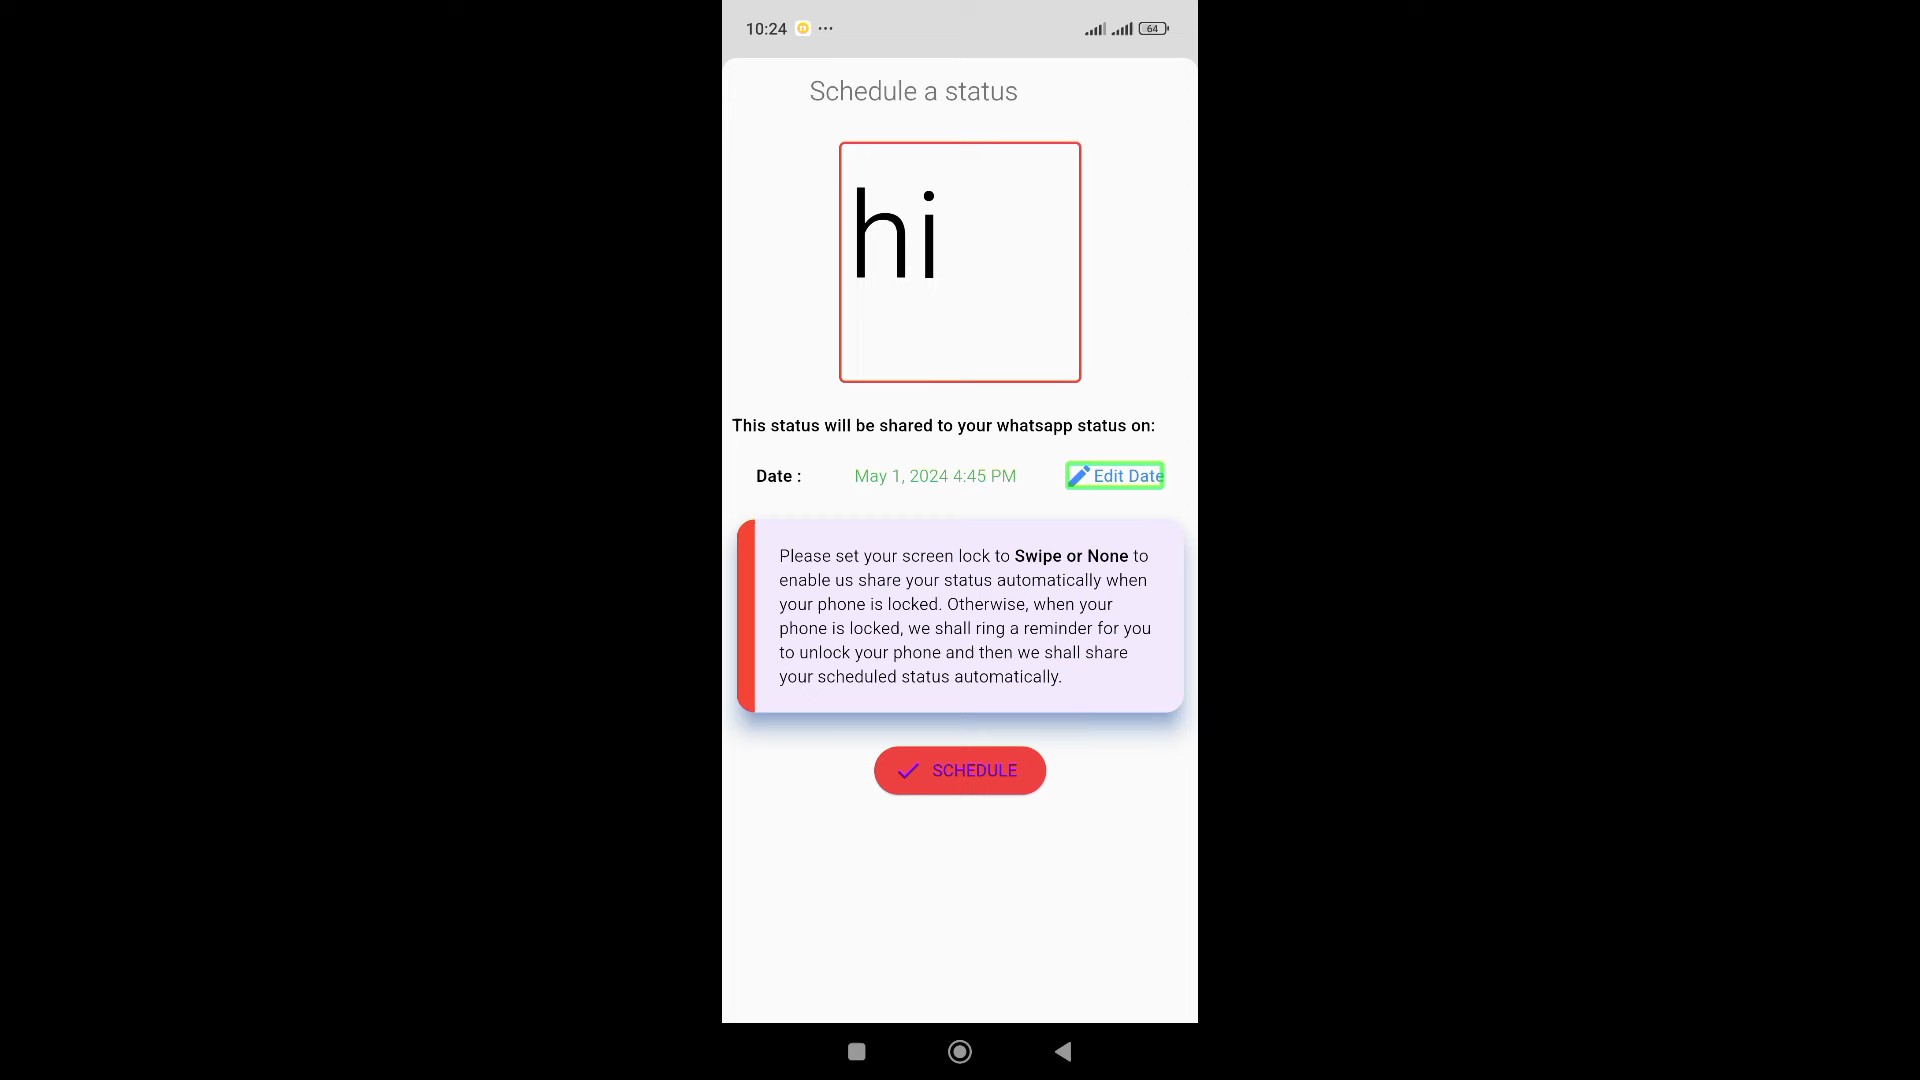 10:24 ...
64
Schedule a status
hi
This status will be shared to your whatsapp status on:
Date : May 1, 2024 4:45 PM Edit Date
Please set your screen lock to Swipe or None to
enable us share your status automatically when
your phone is locked. Otherwise, when your
phone is locked, we shall ring a reminder for you
to unlock your phone and then we shall share
your scheduled status automatically.
SCHEDULE